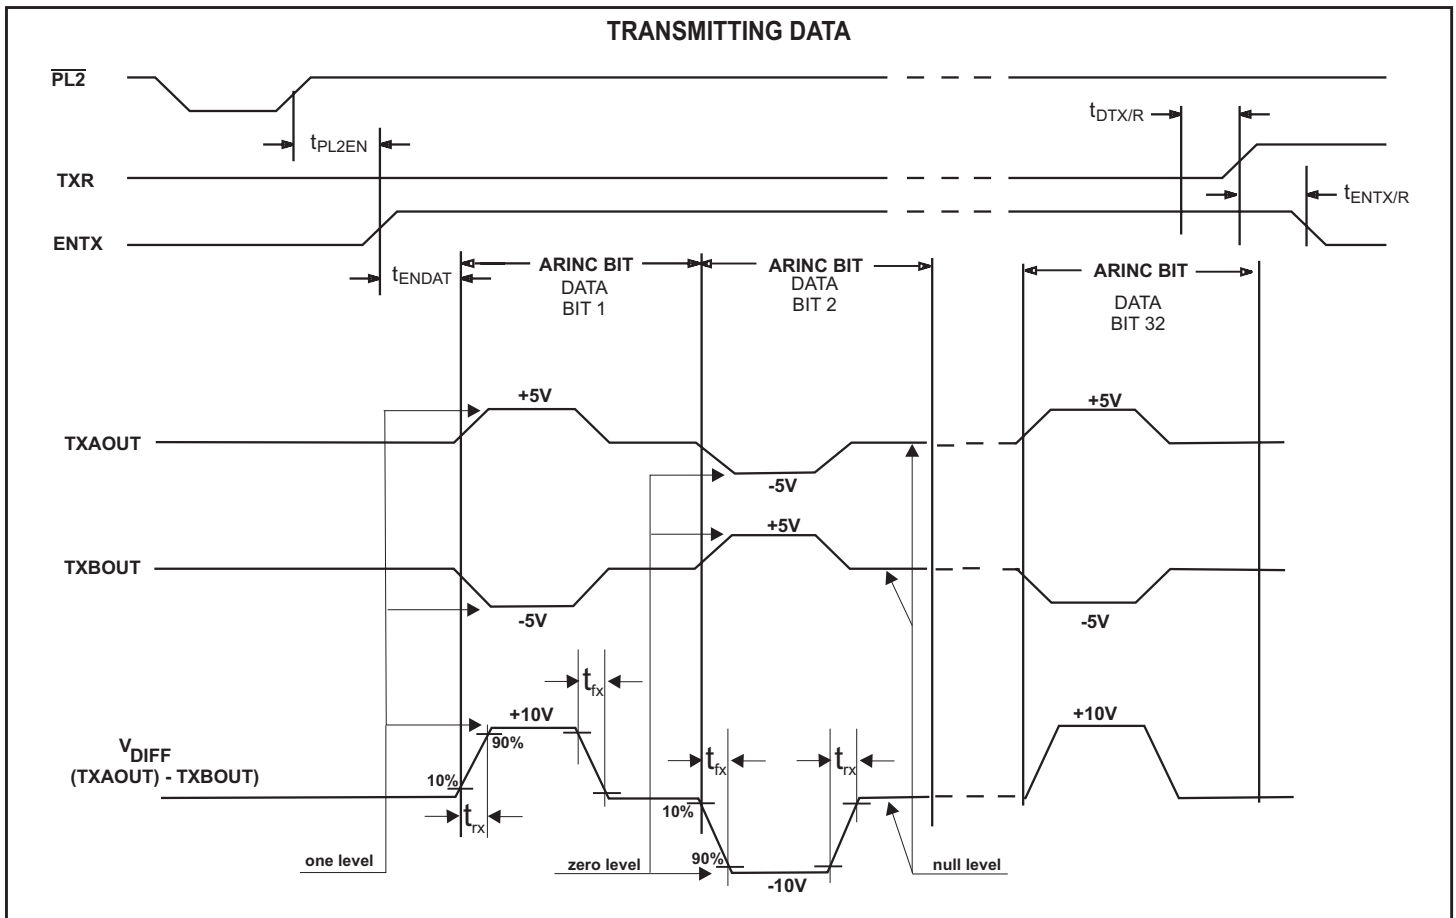 TRANSMITTING DATA
PL2
tDTX/R
tPL2EN
TXR
tENTX/R
ENTX
tENDAT
ARINC BIT
DATA
BIT 1
ARINC BIT
DATA
BIT 2
ARINC BIT
DATA
BIT 32
+5V
+5V
TXAOUT
-5V
+5V
TXBOUT
-5V
-5V
tfx
+10V
+10V
90%
VDIFF
(TXAOUT) - TXBOUT)
10%
tfx
trx
trx
10%
90%
one level
zero level
null level
-10V